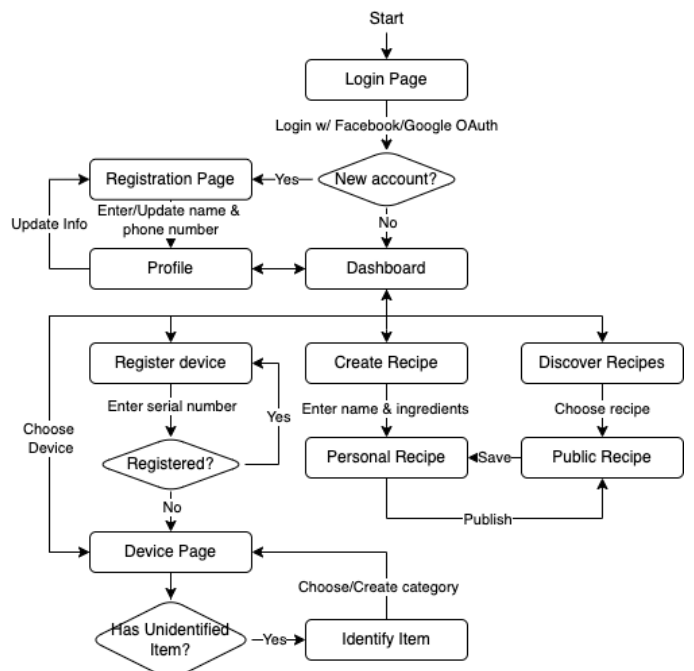 Start
Login Page
Login w/ Facebook/Google OAuth
New account?
Yes
Registration Page
No
Enter/Update name &
phone number
Update Info
Profile
Dashboard
Register device
Create Recipe
Discover Recipes
Enter serial number
Yes
Enter name & ingredients
Choose recipe
Choose
Device
Registered?
Personal Recipe
Save
Public Recipe
No
Publish
Device Page
Choose/Create category
Has Unidentified
Item?
Yes
Identify Item